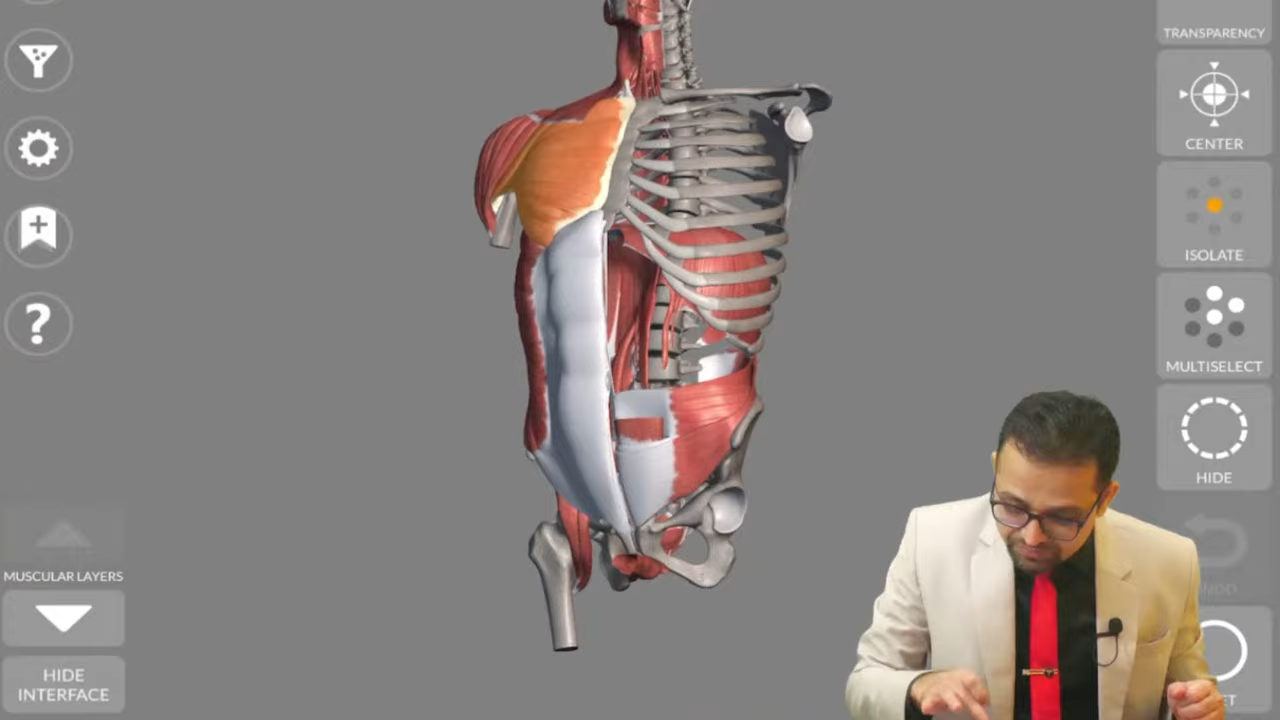 TRANSPARENCY
CENTER
ISOLATE
MULTISELECT
HIDE
MUSCULAR LAYERS
HIDE
INTERFACE